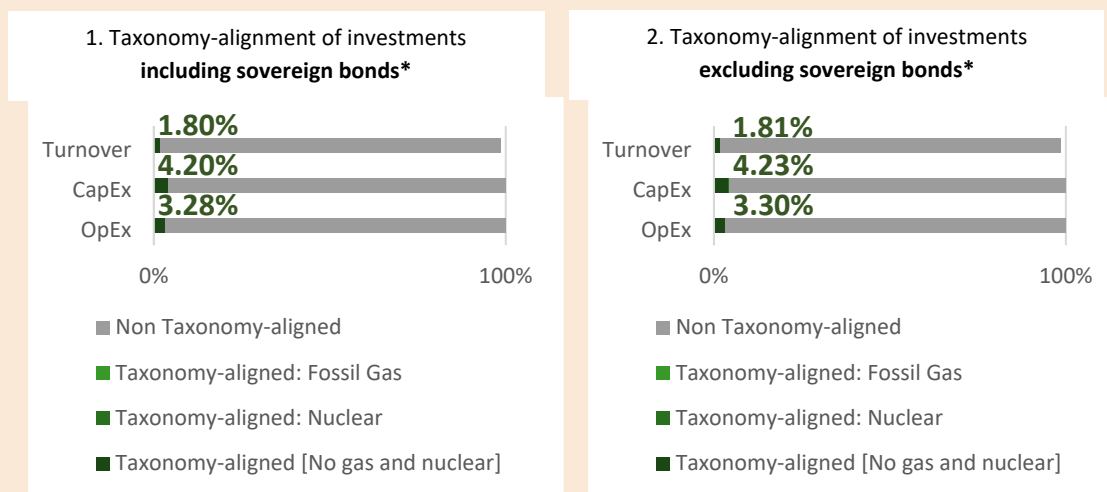 1. Taxonomy-alignment of investments
including sovereign bonds*
1.80%
Turnover
4.20%
CapEx
3.28%
OpEx
0%
100%
Non Taxonomy-aligned
Taxonomy-aligned: Fossil Gas
Taxonomy-aligned: Nuclear
Taxonomy-aligned [No gas and nuclear]
2. Taxonomy-alignment of investments
excluding sovereign bonds*
1.81%
Turnover
4.23%
CapEx
3.30%
OpEx
0%
100%
Non Taxonomy-aligned
Taxonomy-aligned: Fossil Gas
Taxonomy-aligned: Nuclear
Taxonomy-aligned [No gas and nuclear]